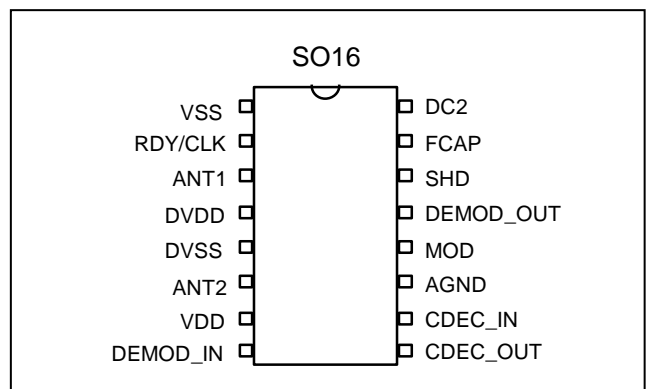 SO16
VSS DC2
RDY/CLK FCAP
ANT1 SHD
DVDD DEMOD_OUT
DVSS MOD
ANT2 AGND
VDD CDEC_IN
DEMOD_IN CDEC_OUT